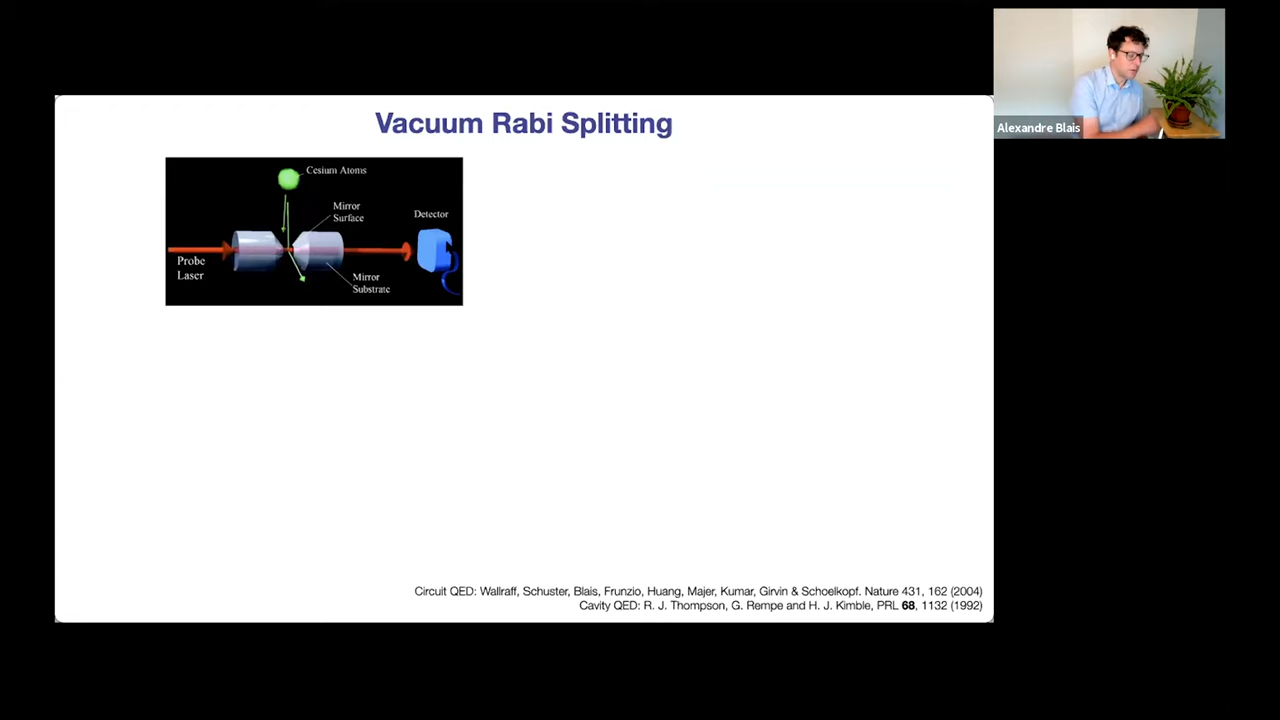 Alexandre Blais
Vacuum Rabi Splitting
Cesium Atoms
Mirror
Surface
Detector
Probe
Laser
Mirror
Substrate
Circuit QED: Wallraff, Schuster, Blais, Frunzio, Huang, Majer, Kumar, Girvin & Schoelkopf. Nature 431, 162 (2004)
Cavity QED: R. J. Thompson, G. Rempe and H. J. Kimble, PRL 68, 1132 (1992)